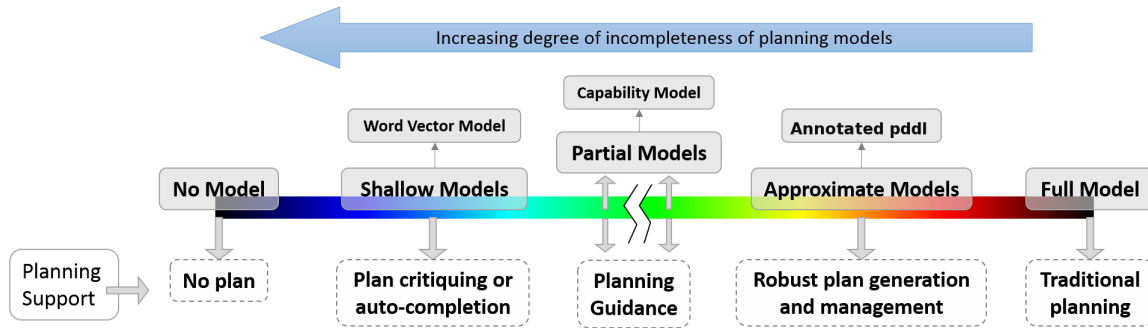 Increasing degree of incompleteness of planning models
Capability Model
Word Vector Model
Annotated pddl
Partial Models
No Model
Shallow Models
Approximate Models
Full Model
Planning
Support
No plan
Plan critiquing or
auto-completion
Planning
Guidance
Robust plan generation
and management
Traditional
planning